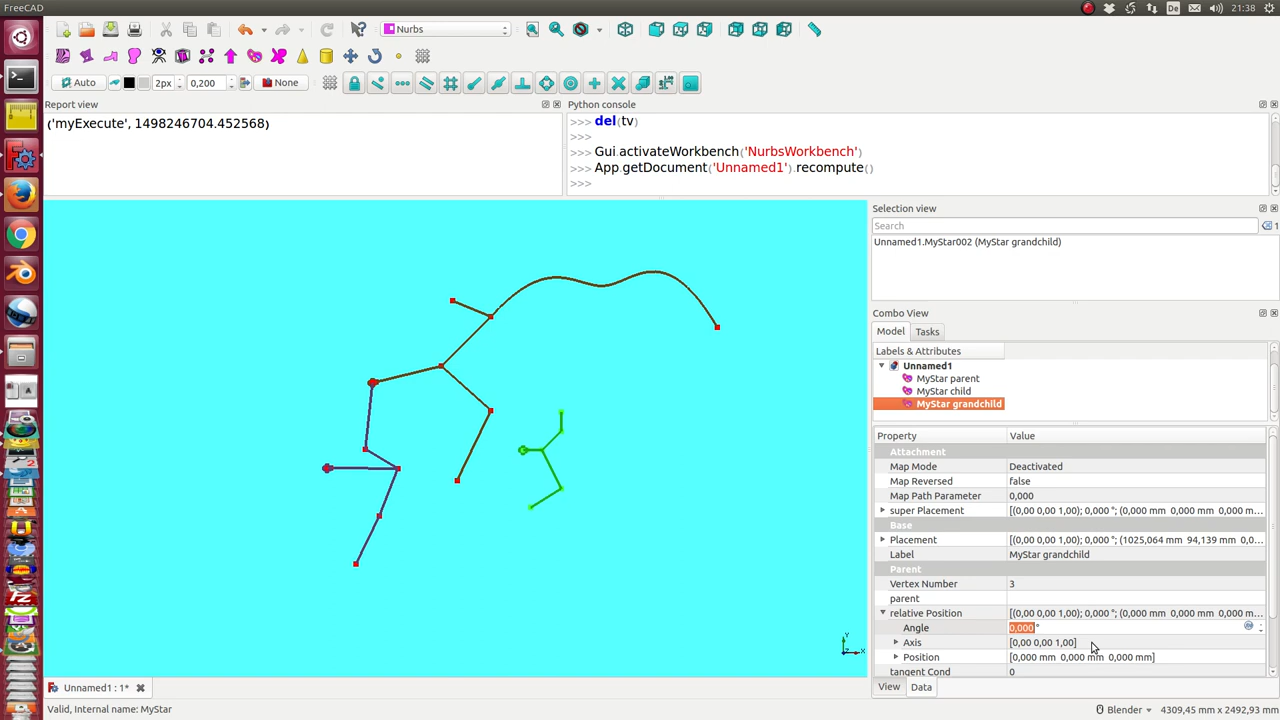 FreeCAD
21:38
Nurbs
Auto
2px
0,200
None
Report view
Python console
('myExecute', 1498246704.452568)
>>> del(tv)
>>>
>>> Gui.activateWorkbench('NurbsWorkbench')
>>> App.getDocument('Unnamed1').recompute()
>>>
Selection view
Search
1
Unnamed1.MyStar002 (MyStar grandchild)
Combo View
Model
Tasks
Labels & Attributes
Unnamed1
MyStar parent
MyStar child
MyStar grandchild
Property Value
Attachment
Map Mode Deactivated
Map Reversed false
Map Path Parameter 0,000
super Placement [(0,00 0,00 1,00); 0,000 °; (0,000 mm 0,000 mm 0,000 m...
Base
Placement [(0,00 0,00 1,00); 0,000 °; (1025,064 mm 94,139 mm 0,0...
Label MyStar grandchild
Parent
Vertex Number 3
parent
relative Position [(0,00 0,00 1,00); 0,000 °; (0,000 mm 0,000 mm 0,000 m...
Angle 0,000 °
Axis [0,00 0,00 1,00]
Position [0,000 mm 0,000 mm 0,000 mm]
tangent Cond 0
View
Data
Y
Z
X
Unnamed1 : 1*
Valid, Internal name: MyStar
Blender
4309,45 mm x 2492,93 mm